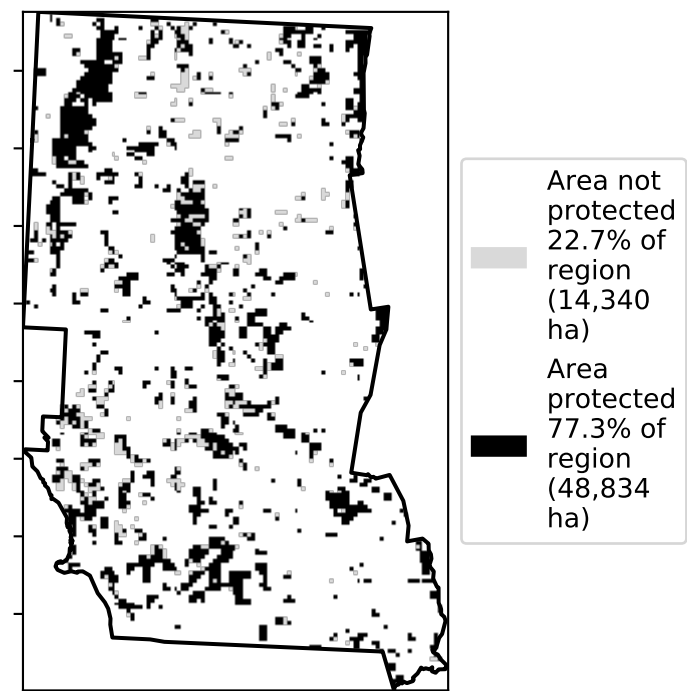 Area not
protected
22.7% of
region
(14,340
ha)
Area
protected
77.3% of
region
(48,834
ha)